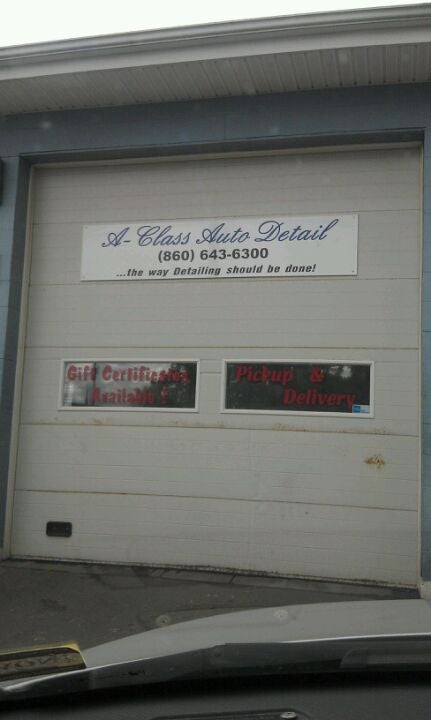 A-Class Auto Detail
(860) 643-6300
...the way Detailing should be done!
Gift Certificates
Available !
Pickup &
Delivery